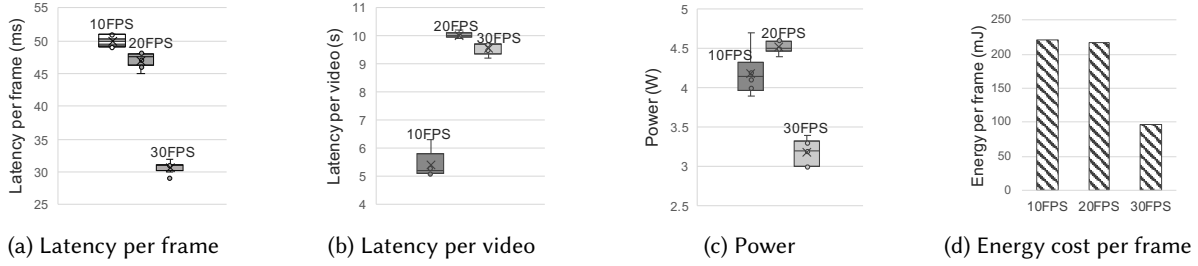 Latency per frame (ms)
55
50
45
40
35
30
25
10FPS
20FPS
30FPS
(a) Latency per frame
Latency per video (s)
11
10
9
8
7
6
5
4
20FPS
30FPS
10FPS
(b) Latency per video
Power (W)
5
4.5
4
3.5
3
2.5
10FPS
20FPS
30FPS
(c) Power
Energy per frame (mJ)
250
200
150
100
50
0
10FPS 20FPS 30FPS
(d) Energy cost per frame